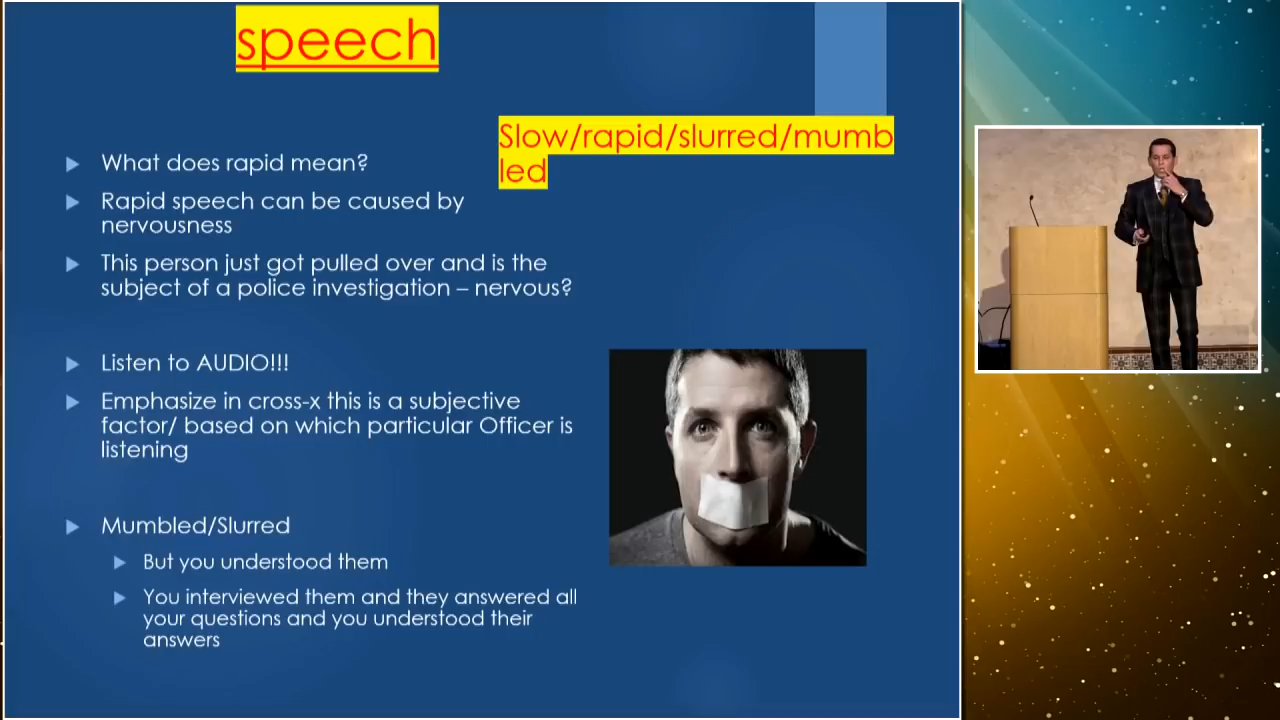 speech
Slow/rapid/slurred/mumb
led
What does rapid mean?
Rapid speech can be caused by
nervousness
This person just got pulled over and is the
subject of a police investigation – nervous?
Listen to AUDIO!!!
Emphasize in cross-x this is a subjective
factor/ based on which particular Officer is
listening
Mumbled/Slurred
But you understood them
You interviewed them and they answered all
your questions and you understood their
answers